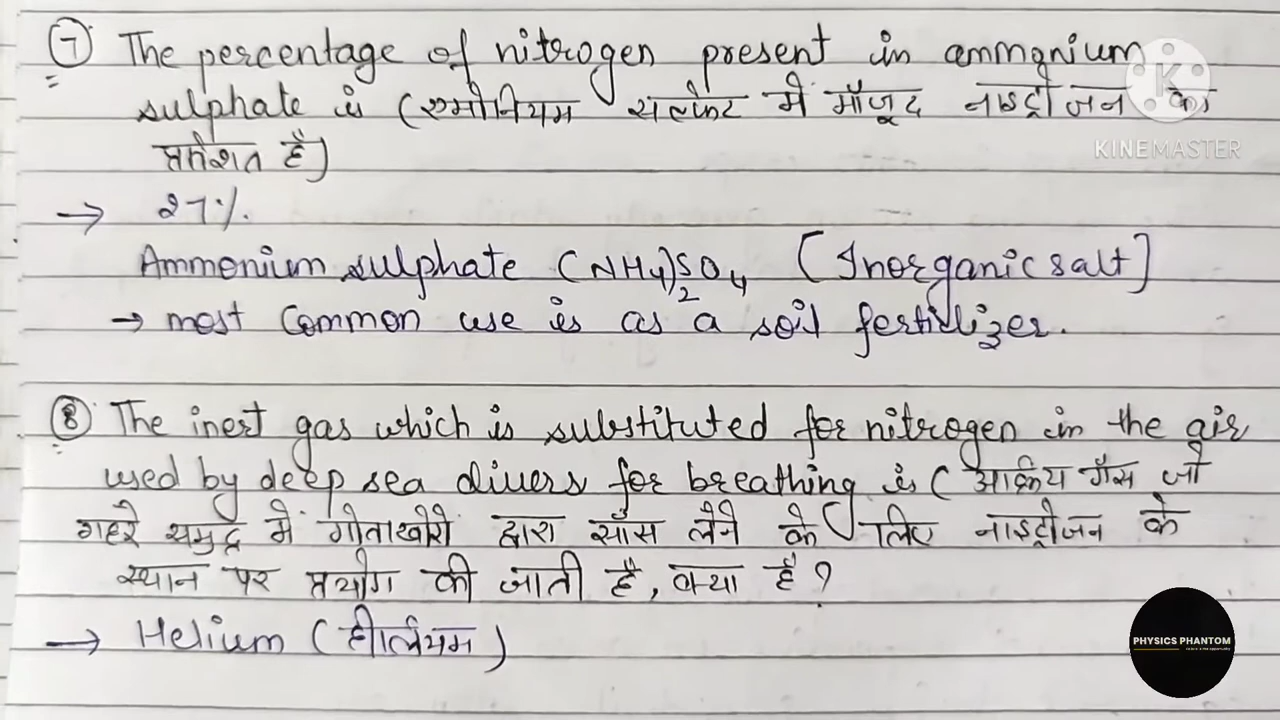 ⑦ The percentage of nitrogen present in ammonium
sulphate is (एमोनियम सल्फेट में मौजूद नाइट्रोजन का
प्रतिशत है)
→ 27%.
Ammonium sulphate (NH4)2SO4 [Inorganic salt]
→ most common use is as a soil fertilizer.
⑧ The inert gas which is substituted for nitrogen in the air
used by deep sea divers for breathing is (अक्रिय गैस जो
गहरे समुद्र में गोताखोरो द्वारा साँस लेने के लिए नाइट्रोजन के
स्थान पर प्रयोग की जाती है, क्या है ?
→ Helium (हीलियम)
KINEMASTER
PHYSICS PHANTOM